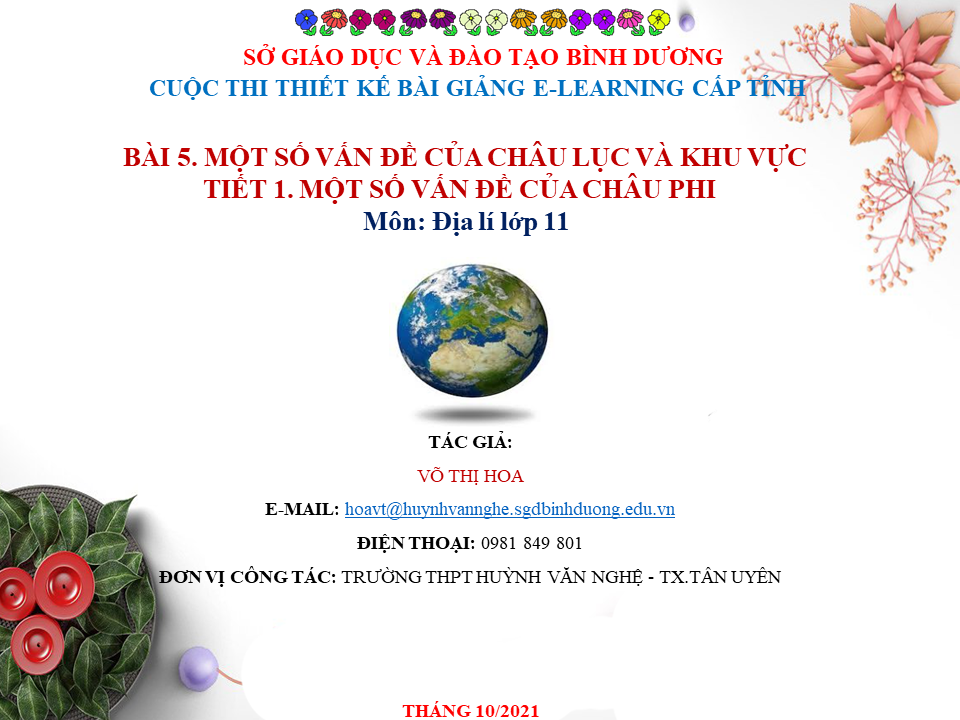 SỞ GIÁO DỤC VÀ ĐÀO TẠO BÌNH DƯƠNG
CUỘC THI THIẾT KẾ BÀI GIẢNG E-LEARNING CẤP TỈNH
BÀI 5. MỘT SỐ VẤN ĐỀ CỦA CHÂU LỤC VÀ KHU VỰC
TIẾT 1. MỘT SỐ VẤN ĐỀ CỦA CHÂU PHI
Môn: Địa lí lớp 11
TÁC GIẢ:
VÕ THỊ HOA
E-MAIL: hoavt@huynhvannghe.sgdbinhduong.edu.vn
ĐIỆN THOẠI: 0981 849 801
ĐƠN VỊ CÔNG TÁC: TRƯỜNG THPT HUỲNH VĂN NGHỆ - TX.TÂN UYÊN
THÁNG 10/2021